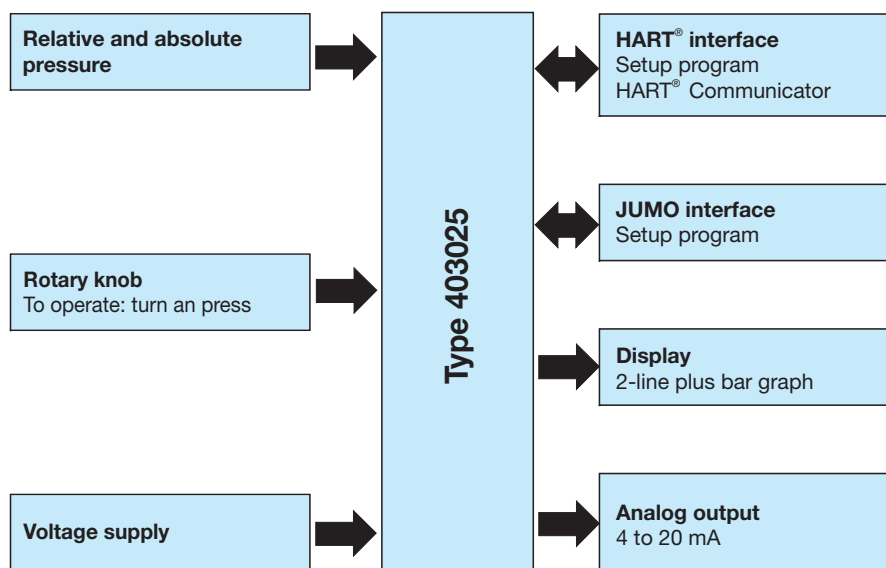 Relative and absolute
pressure
Rotary knob
To operate: turn an press
Voltage supply
Type 403025
HART® interface
Setup program
HART® Communicator
JUMO interface
Setup program
Display
2-line plus bar graph
Analog output
4 to 20 mA